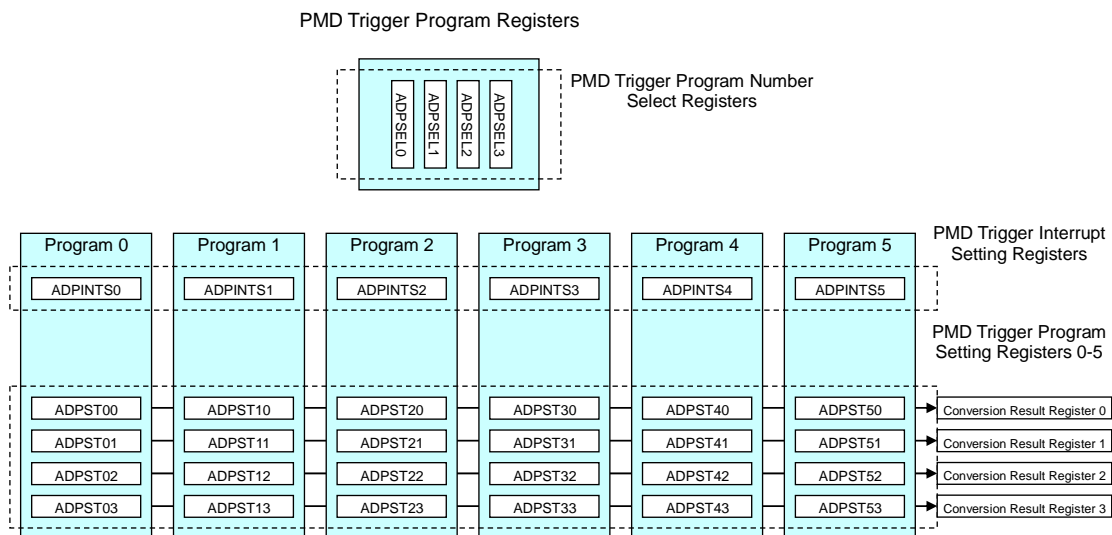 PMD Trigger Program Registers
PMD Trigger Program Number
Select Registers
ADPSEL0
ADPSEL1
ADPSEL2
ADPSEL3
Program 0
Program 1
Program 2
Program 3
Program 4
Program 5
PMD Trigger Interrupt
Setting Registers
ADPINTS0
ADPINTS1
ADPINTS2
ADPINTS3
ADPINTS4
ADPINTS5
PMD Trigger Program
Setting Registers 0-5
ADPST00
ADPST10
ADPST20
ADPST30
ADPST40
ADPST50
Conversion Result Register 0
ADPST01
ADPST11
ADPST21
ADPST31
ADPST41
ADPST51
Conversion Result Register 1
ADPST02
ADPST12
ADPST22
ADPST32
ADPST42
ADPST52
Conversion Result Register 2
ADPST03
ADPST13
ADPST23
ADPST33
ADPST43
ADPST53
Conversion Result Register 3